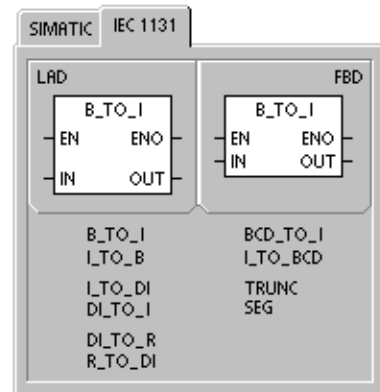 SIMATIC IEC 1131
LAD FBD
B_TO_I B_TO_I
EN ENO EN ENO
IN OUT IN OUT
B_TO_I BCD_TO_I
I_TO_B I_TO_BCD
I_TO_DI TRUNC
DI_TO_I SEG
DI_TO_R
R_TO_DI